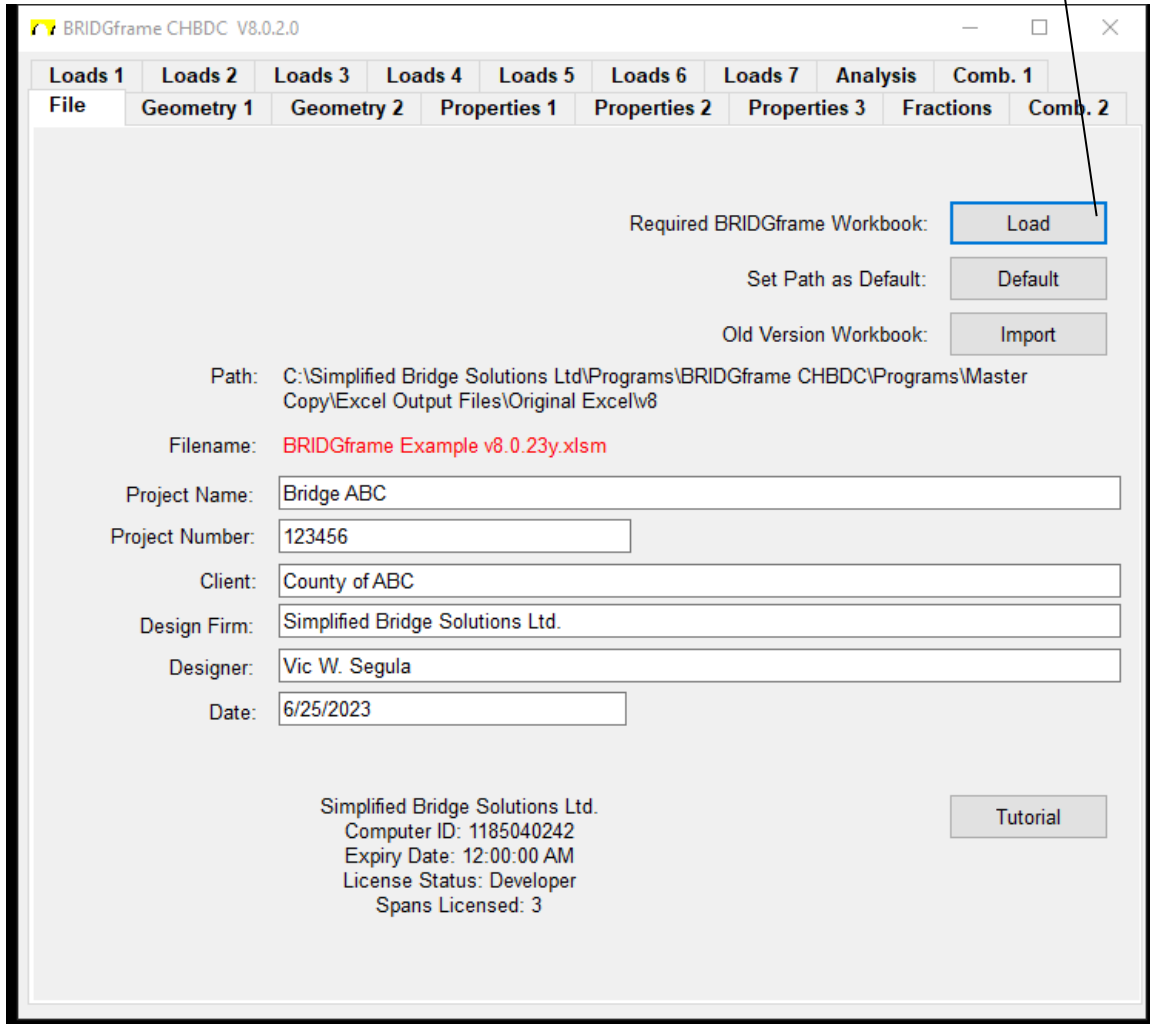 BRIDGframe CHBDC V8.0.2.0
Loads 1 Loads 2 Loads 3 Loads 4 Loads 5 Loads 6 Loads 7 Analysis Comb. 1
File Geometry 1 Geometry 2 Properties 1 Properties 2 Properties 3 Fractions Comb. 2
Required BRIDGframe Workbook: Load
Set Path as Default: Default
Old Version Workbook: Import
Path: C:\Simplified Bridge Solutions Ltd\Programs\BRIDGframe CHBDC\Programs\Master
Copy\Excel Output Files\Original Excel\v8
Filename: BRIDGframe Example v8.0.23y.xlsm
Project Name: Bridge ABC
Project Number: 123456
Client: County of ABC
Design Firm: Simplified Bridge Solutions Ltd.
Designer: Vic W. Segula
Date: 6/25/2023
Simplified Bridge Solutions Ltd.
Computer ID: 1185040242
Expiry Date: 12:00:00 AM
License Status: Developer
Spans Licensed: 3
Tutorial